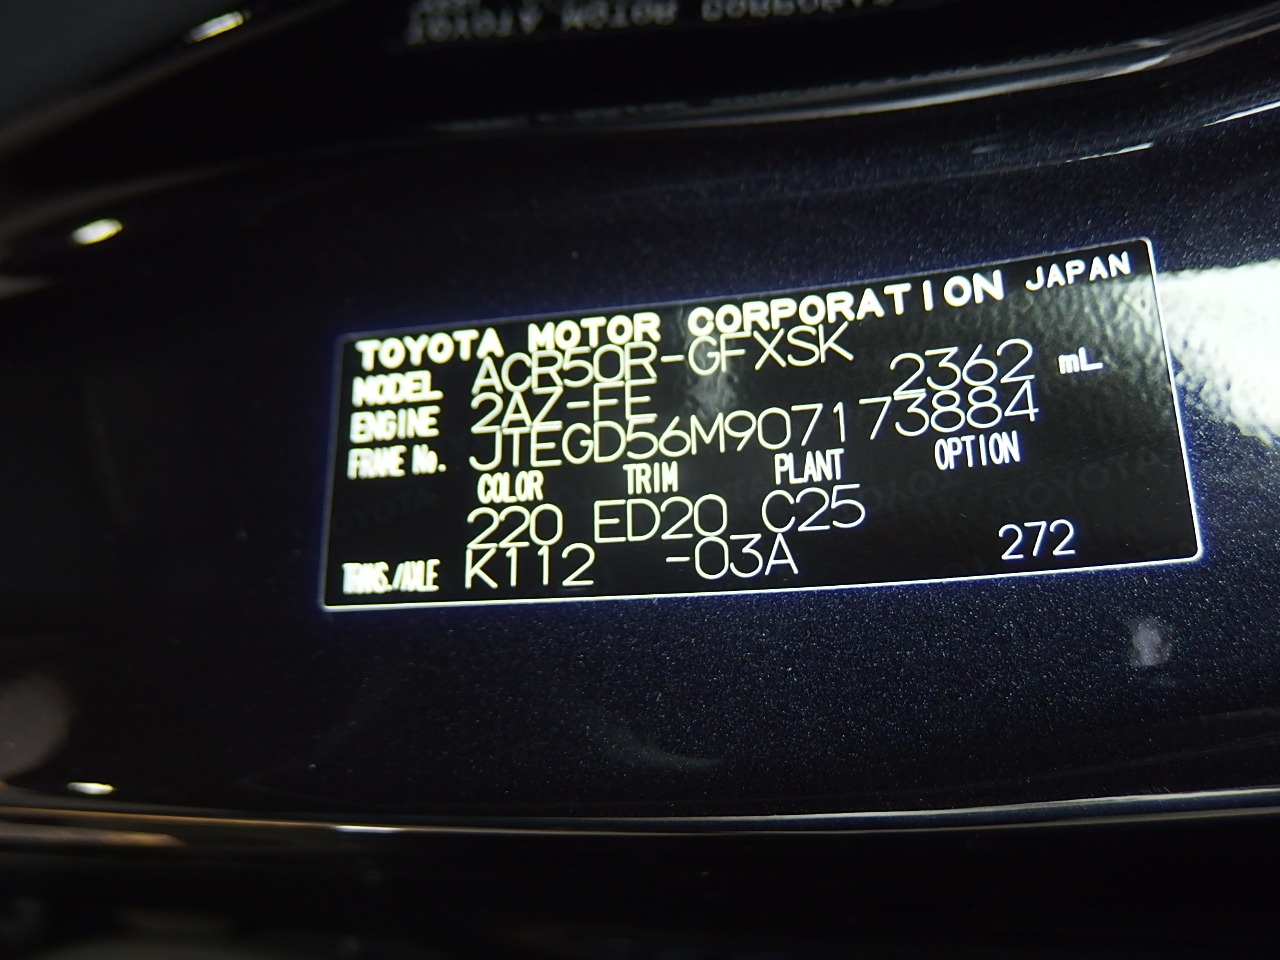 TOYOTA MOTOR CORPORATION JAPAN
MODEL ACR50R-GFXSK
ENGINE 2AZ-FE 2362 mL
FRAME No. JTEGD56M907173884
COLOR TRIM PLANT OPTION
220 ED20 C25
TRANS./AXLE K112 -03A 272